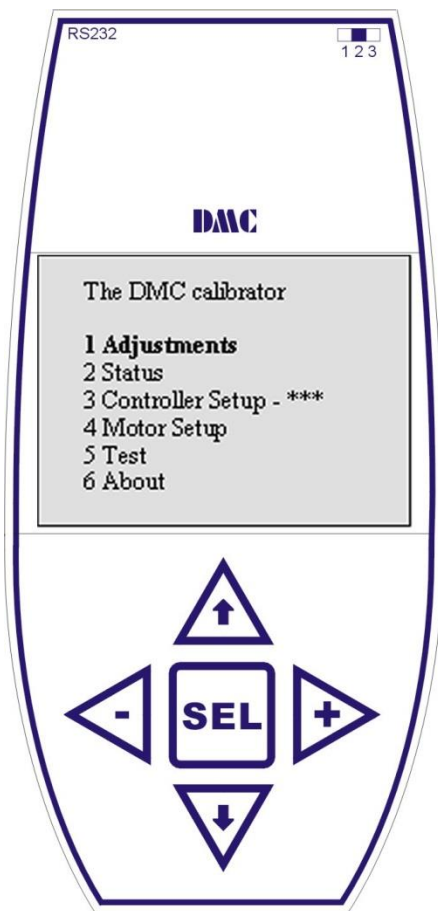 RS232
1 2 3
DMC
The DMC calibrator
1 Adjustments
2 Status
3 Controller Setup - ***
4 Motor Setup
5 Test
6 About
↑
- SEL +
↓